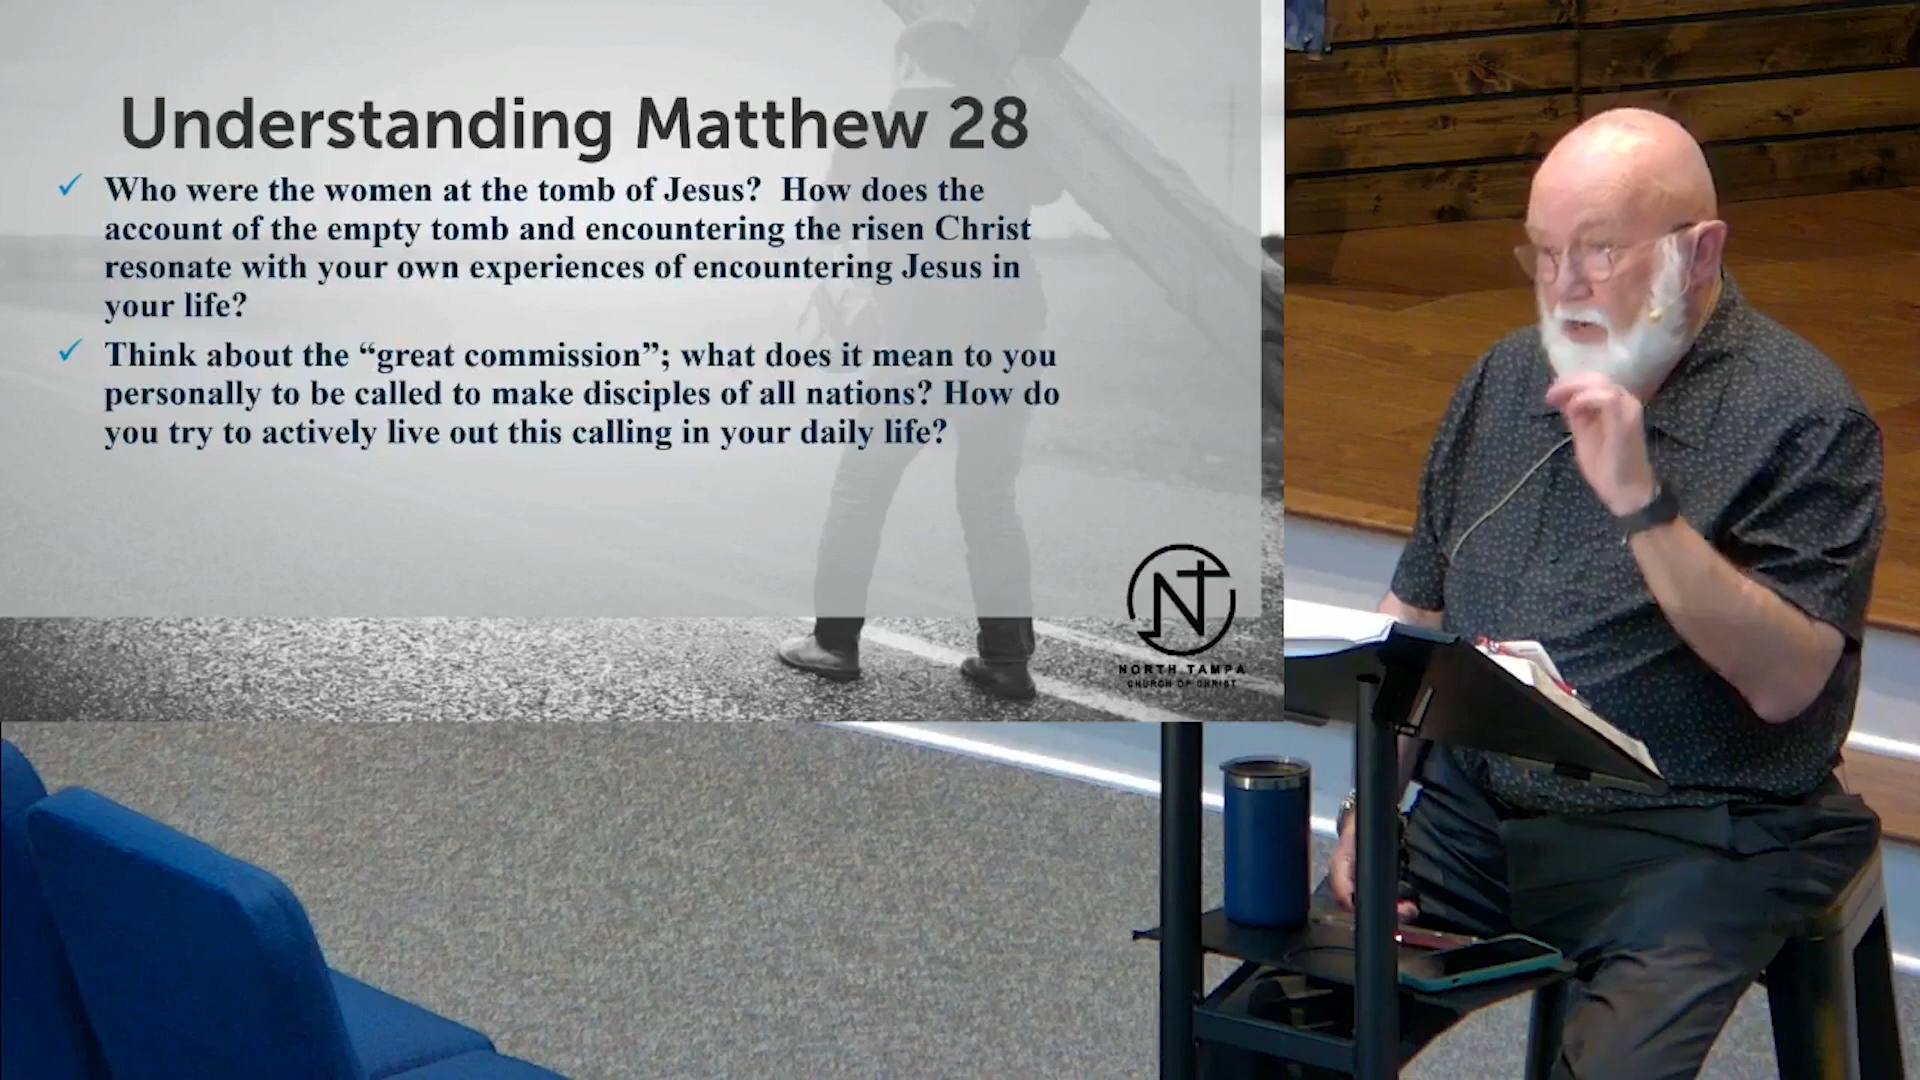 Understanding Matthew 28
Who were the women at the tomb of Jesus?  How does the
account of the empty tomb and encountering the risen Christ
resonate with your own experiences of encountering Jesus in
your life?
Think about the “great commission”; what does it mean to you
personally to be called to make disciples of all nations? How do
you try to actively live out this calling in your daily life?
NORTH TAMPA
CHURCH OF CHRIST